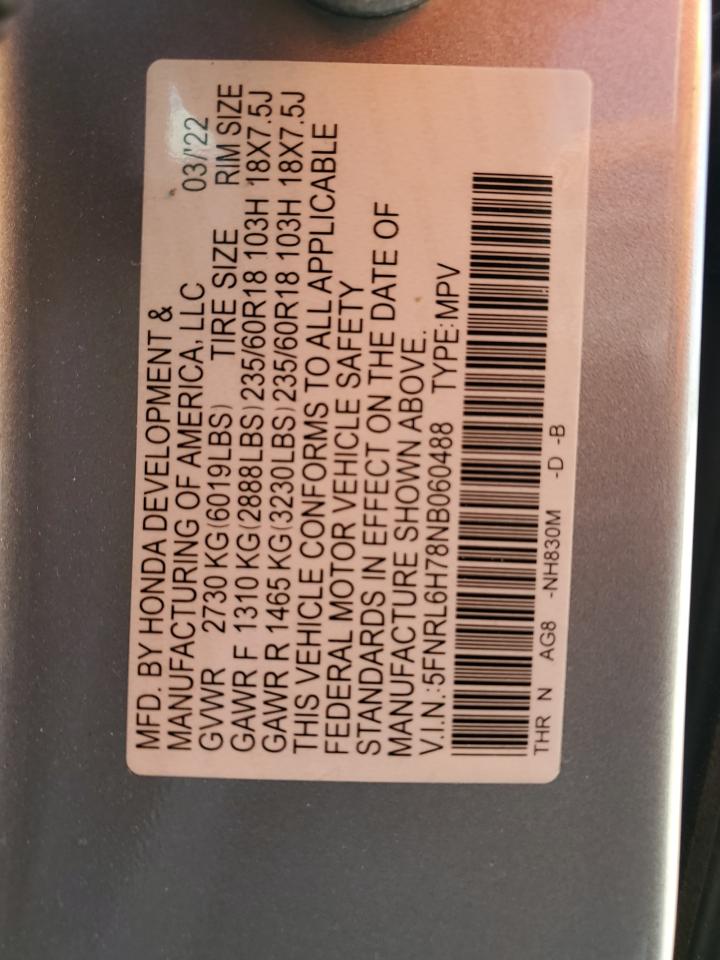 MFD. BY HONDA DEVELOPMENT &
MANUFACTURING OF AMERICA, LLC 03/'22
GVWR 2730 KG(6019LBS) TIRE SIZE RIM SIZE
GAWR F 1310 KG(2888LBS)235/60R18 103H 18X7.5J
GAWR R 1465 KG(3230LBS)235/60R18 103H 18X7.5J
THIS VEHICLE CONFORMS TO ALL APPLICABLE
FEDERAL MOTOR VEHICLE SAFETY
STANDARDS IN EFFECT ON THE DATE OF
MANUFACTURE SHOWN ABOVE.
V.I.N.:5FNRL6H78NB060488 TYPE:MPV
THR N AG8 -NH830M -D -B